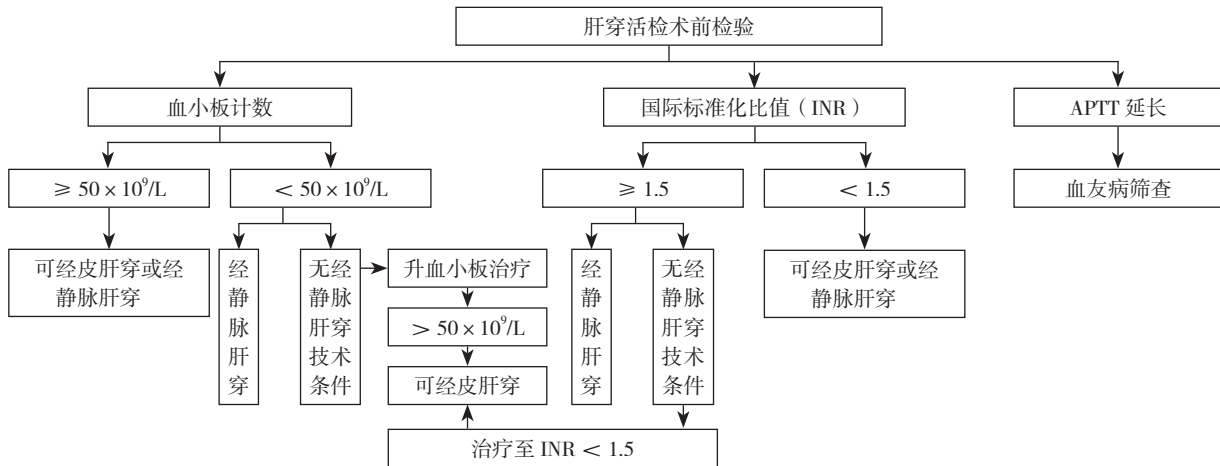 肝穿活检术前检验
血小板计数
国际标准化比值（INR）
APTT 延长
≥ 50×10⁹/L
< 50×10⁹/L
≥ 1.5
< 1.5
血友病筛查
可经皮肝穿或经
静脉肝穿
经静脉肝穿
无经静脉肝穿技术条件
升血小板治疗
> 50×10⁹/L
可经皮肝穿
经静脉肝穿
无经静脉肝穿技术条件
可经皮肝穿或经
静脉肝穿
治疗至 INR < 1.5